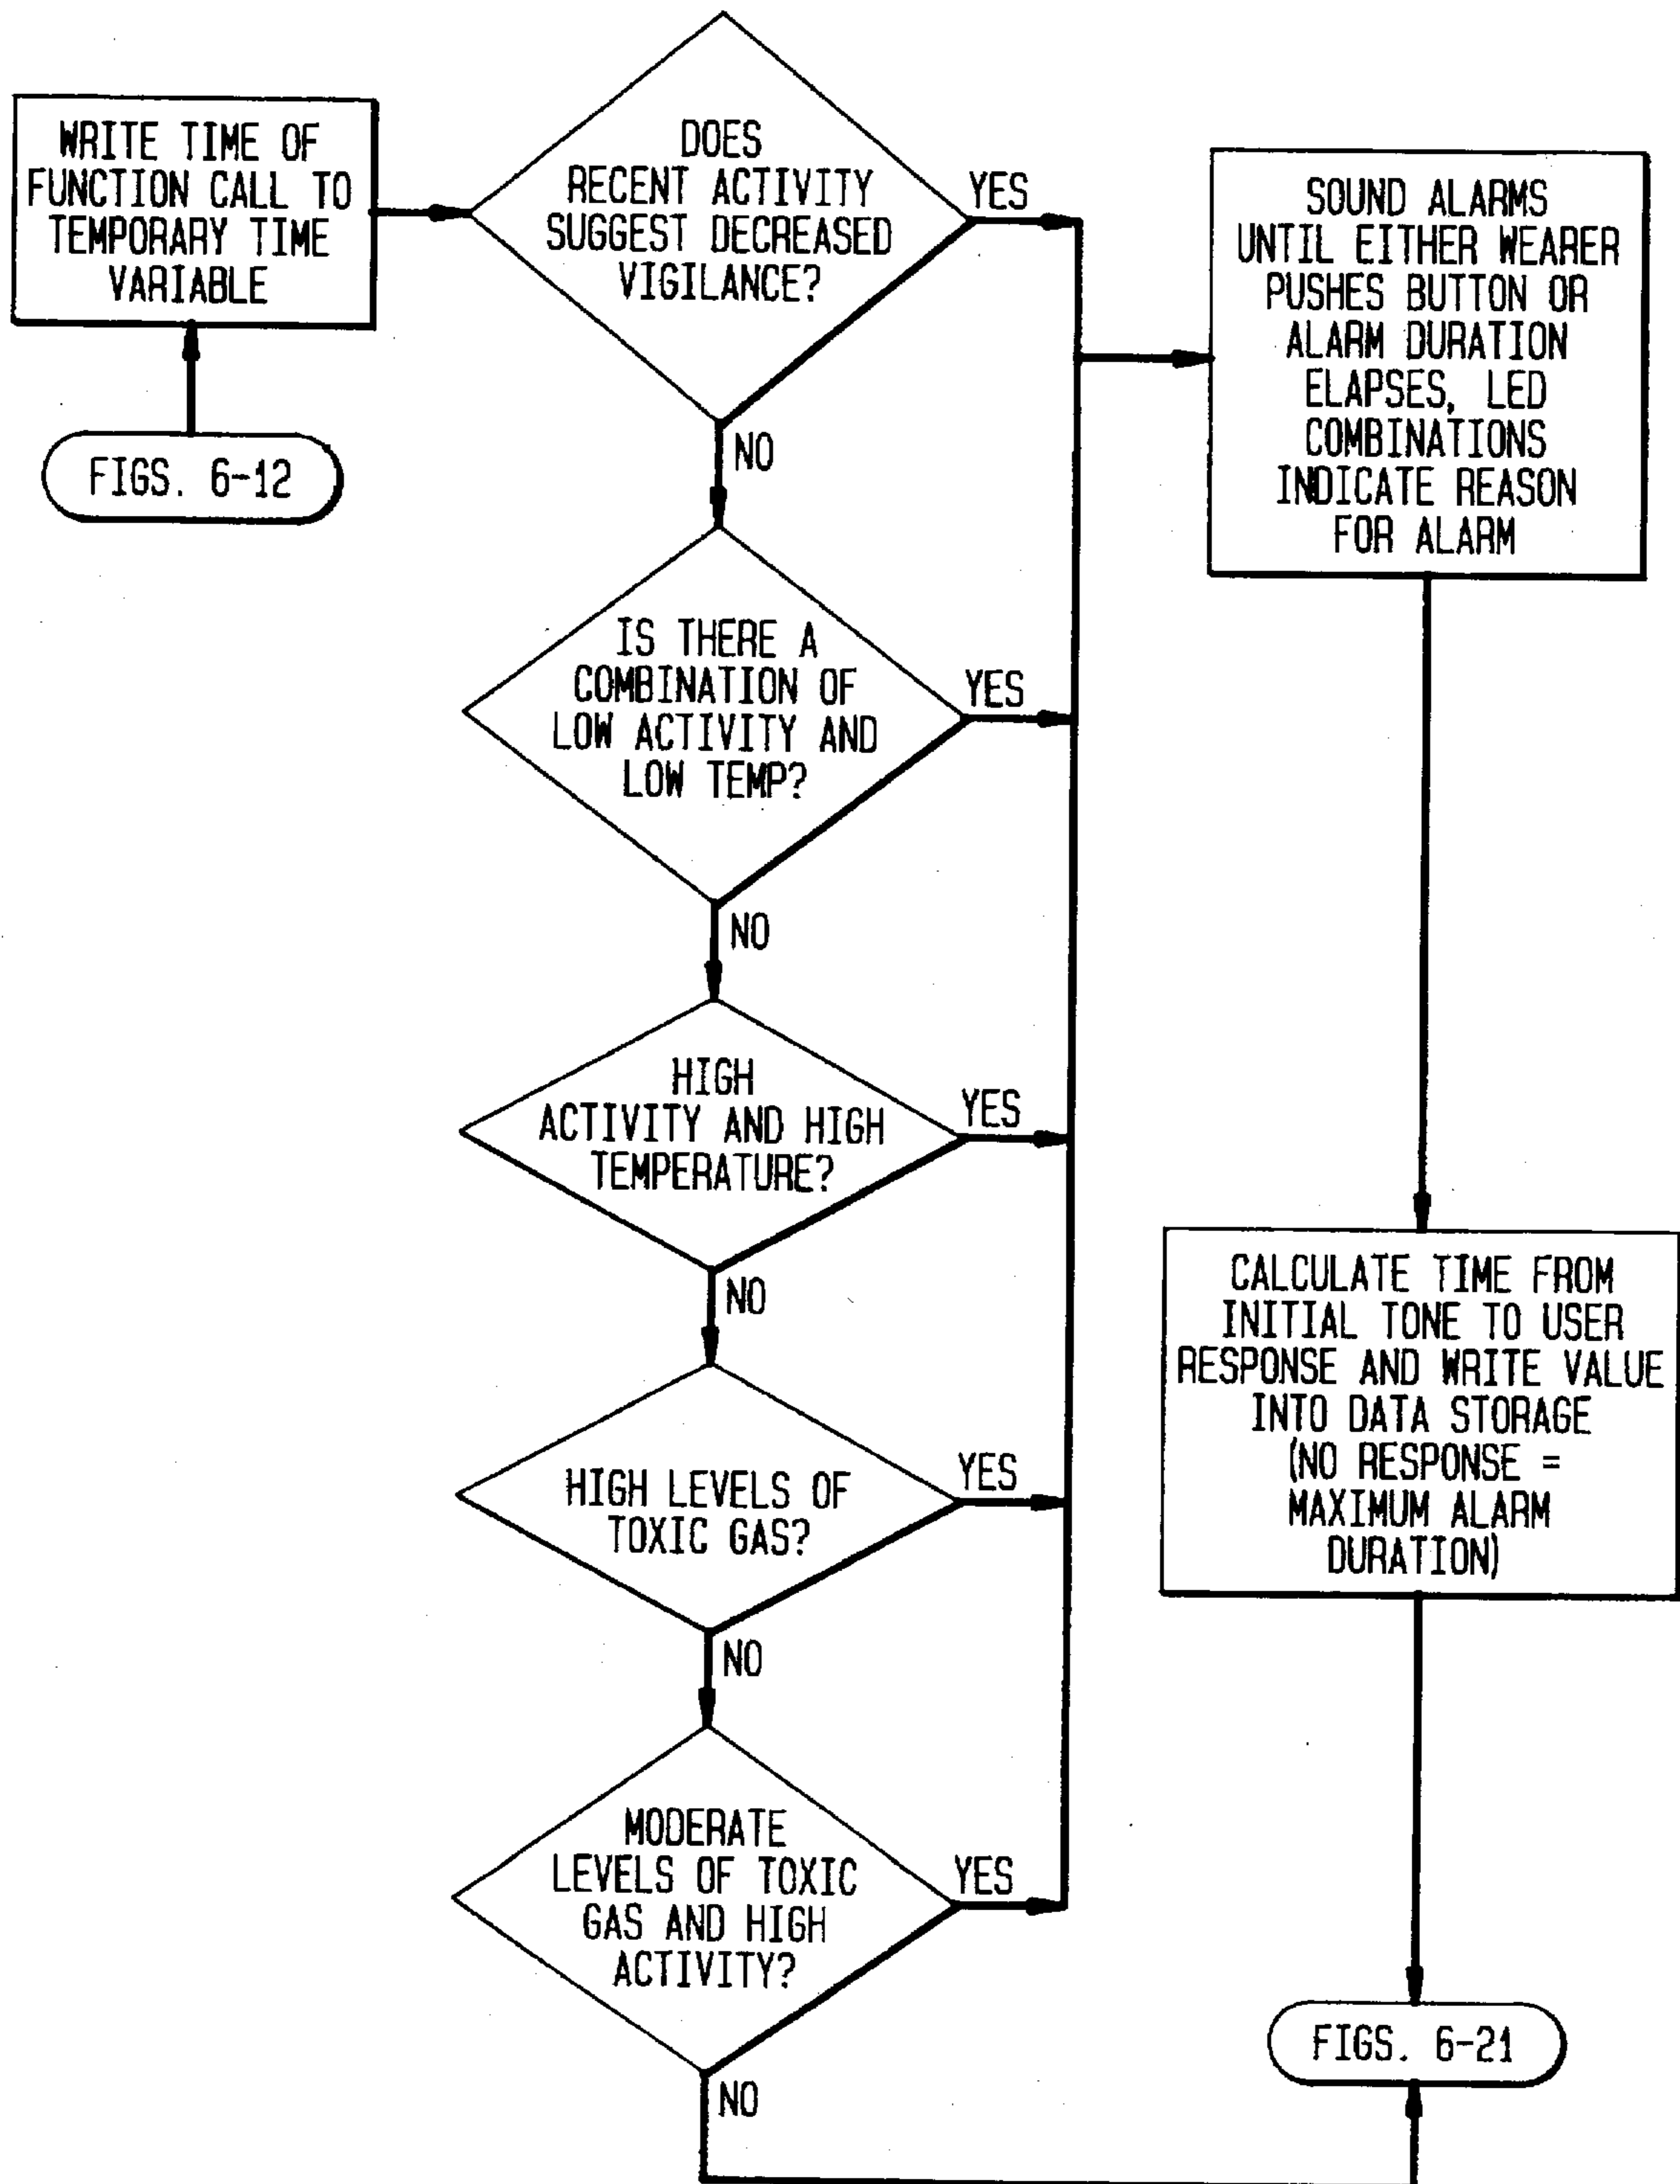 WRITE TIME OF
FUNCTION CALL TO
TEMPORARY TIME
VARIABLE
FIGS. 6-12
DOES
RECENT ACTIVITY
SUGGEST DECREASED
VIGILANCE?
YES
NO
IS THERE A
COMBINATION OF
LOW ACTIVITY AND
LOW TEMP?
YES
NO
HIGH
ACTIVITY AND HIGH
TEMPERATURE?
YES
NO
HIGH LEVELS OF
TOXIC GAS?
YES
NO
MODERATE
LEVELS OF TOXIC
GAS AND HIGH
ACTIVITY?
YES
NO
SOUND ALARMS
UNTIL EITHER WEARER
PUSHES BUTTON OR
ALARM DURATION
ELAPSES, LED
COMBINATIONS
INDICATE REASON
FOR ALARM
CALCULATE TIME FROM
INITIAL TONE TO USER
RESPONSE AND WRITE VALUE
INTO DATA STORAGE
(NO RESPONSE =
MAXIMUM ALARM
DURATION)
FIGS. 6-21